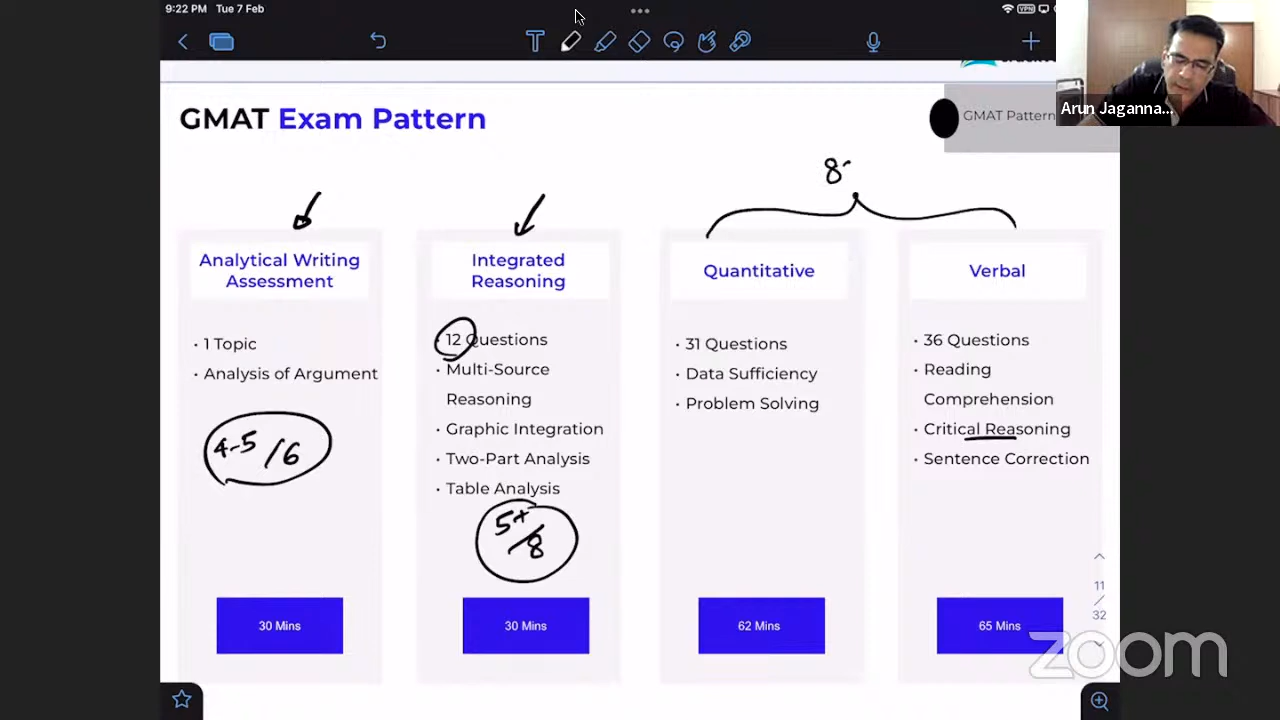 9:22 PM Tue 7 Feb
VPN
GMAT Exam Pattern
GMAT Pattern
Arun Jaganna...
8
Analytical Writing
Assessment
• 1 Topic
• Analysis of Argument
4-5/6
30 Mins
Integrated
Reasoning
• 12 Questions
• Multi-Source
Reasoning
• Graphic Integration
• Two-Part Analysis
• Table Analysis
5+/8
30 Mins
Quantitative
• 31 Questions
• Data Sufficiency
• Problem Solving
62 Mins
Verbal
• 36 Questions
• Reading
Comprehension
• Critical Reasoning
• Sentence Correction
65 Mins
11
/
32
zoom